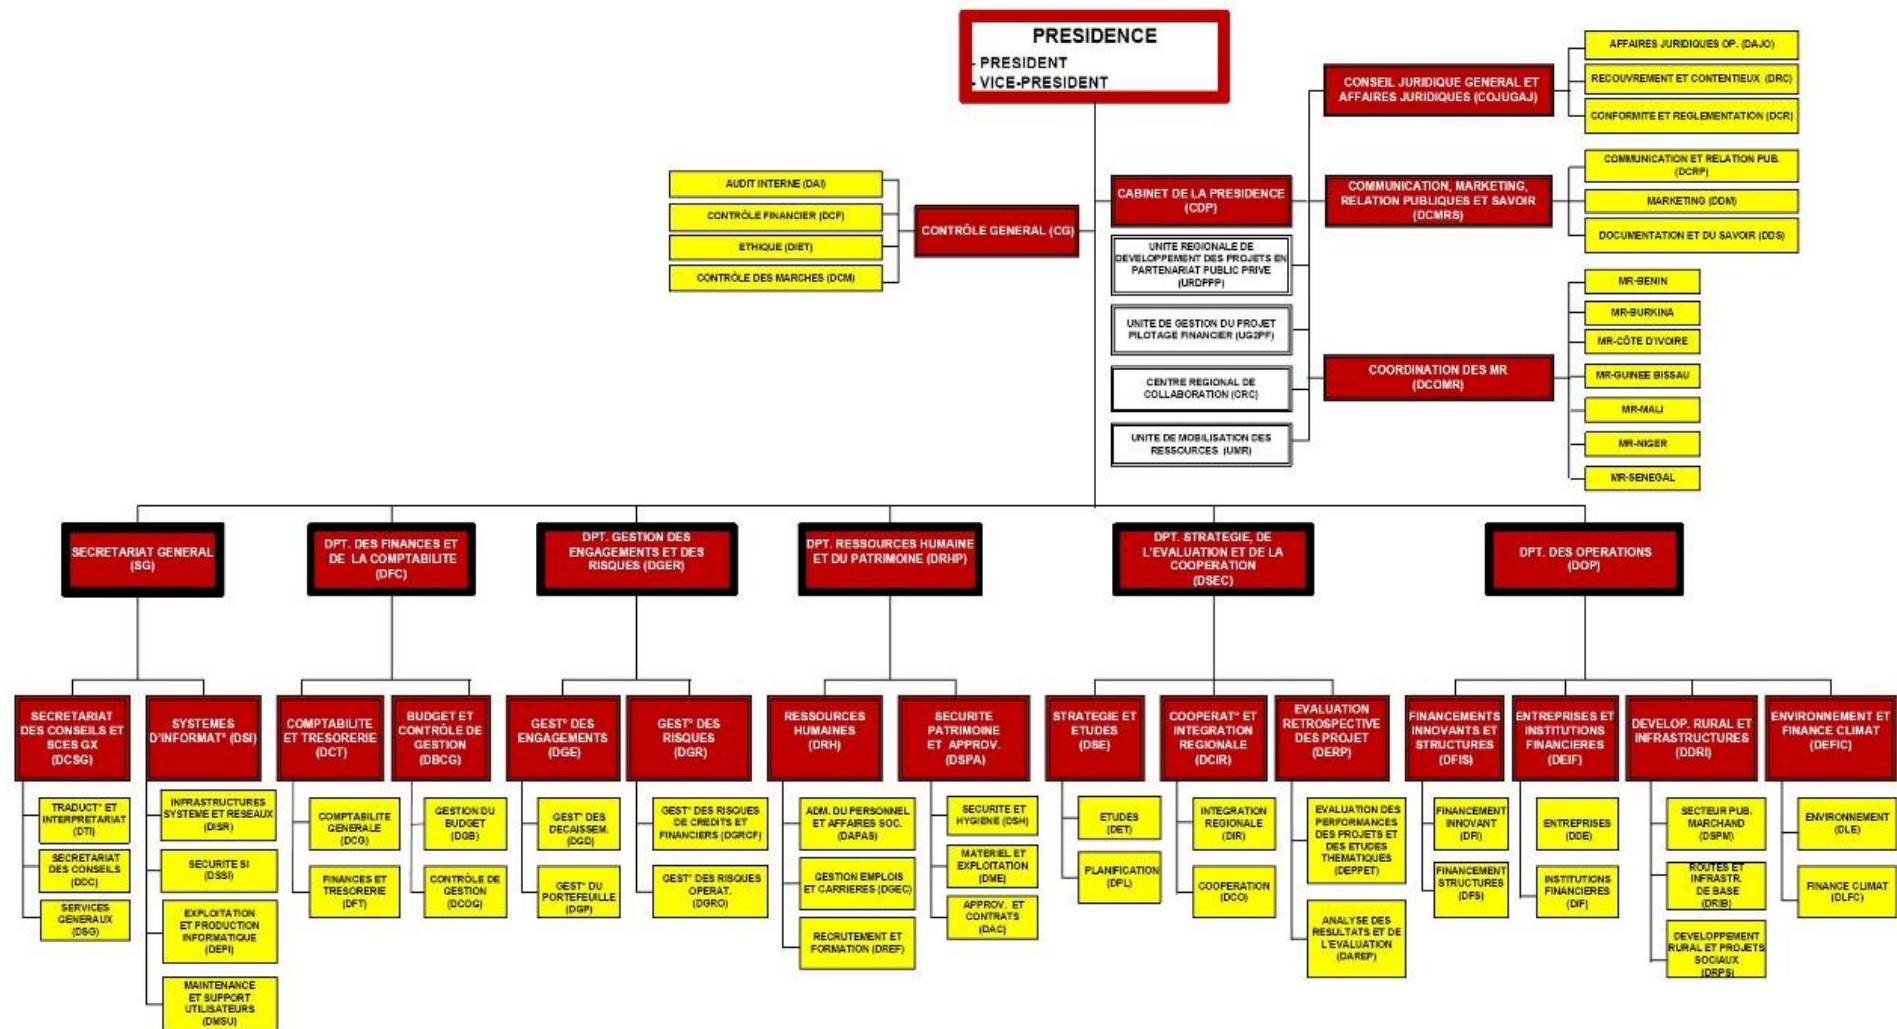 PRESIDENCE
- PRESIDENT
- VICE-PRESIDENT
CONSEIL JURIDIQUE GENERAL ET
AFFAIRES JURIDIQUES (COJUGAJ)
AFFAIRES JURIDIQUES OP. (DAJO)
RECOUVREMENT ET CONTENTIEUX (DRC)
CONFORMITE ET REGLEMENTATION (DCR)
AUDIT INTERNE (DAI)
CONTRÔLE FINANCIER (DCF)
ETHIQUE (DIET)
CONTRÔLE DES MARCHES (DCM)
CONTRÔLE GENERAL (CG)
CABINET DE LA PRESIDENCE
(CDP)
COMMUNICATION, MARKETING,
RELATION PUBLIQUES ET SAVOIR
(DCMRS)
COMMUNICATION ET RELATION PUB.
(DCRP)
MARKETING (DDM)
DOCUMENTATION ET DU SAVOIR (DDS)
UNITE REGIONALE DE
DEVELOPPEMENT DES PROJETS EN
PARTENARIAT PUBLIC PRIVE
(URDPPP)
UNITE DE GESTION DU PROJET
PILOTAGE FINANCIER (UG2PF)
CENTRE REGIONAL DE
COLLABORATION (CRC)
UNITE DE MOBILISATION DES
RESSOURCES (UMR)
COORDINATION DES MR
(DCOMR)
MR-BENIN
MR-BURKINA
MR-CÔTE D'IVOIRE
MR-GUINEE BISSAU
MR-MALI
MR-NIGER
MR-SENEGAL
SECRETARIAT GENERAL
(SG)
DPT. DES FINANCES ET
DE LA COMPTABILITE
(DFC)
DPT. GESTION DES
ENGAGEMENTS ET DES
RISQUES (DGER)
DPT. RESSOURCES HUMAINE
ET DU PATRIMOINE (DRHP)
DPT. STRATEGIE, DE
L'EVALUATION ET DE LA
COOPERATION
(DSEC)
DPT. DES OPERATIONS
(DOP)
SECRETARIAT
DES CONSEILS ET
SCES GX
(DCSG)
SYSTEMES
D'INFORMAT° (DSI)
COMPTABILITE
ET TRESORERIE
(DCT)
BUDGET ET
CONTRÔLE DE
GESTION
(DBCG)
GEST° DES
ENGAGEMENTS
(DGE)
GEST° DES
RISQUES
(DGR)
RESSOURCES
HUMAINES
(DRH)
SECURITE
PATRIMOINE
ET APPROV.
(DSPA)
STRATEGIE ET
ETUDES
(DSE)
COOPERAT° ET
INTEGRATION
REGIONALE
(DCIR)
EVALUATION
RETROSPECTIVE
DES PROJET
(DERP)
FINANCEMENTS
INNOVANTS ET
STRUCTURES
(DFIS)
ENTREPRISES ET
INSTITUTIONS
FINANCIERES
(DEIF)
DEVELOP. RURAL ET
INFRASTRUCTURES
(DDRI)
ENVIRONNEMENT ET
FINANCE CLIMAT
(DEFIC)
TRADUCT° ET
INTERPRETARIAT
(DTI)
SECRETARIAT
DES CONSEILS
(DDC)
SERVICES
GENERAUX
(DSG)
INFRASTRUCTURES
SYSTEME ET RESEAUX
(DISR)
SECURITE SI
(DSSI)
EXPLOITATION
ET PRODUCTION
INFORMATIQUE
(DEPI)
MAINTENANCE
ET SUPPORT
UTILISATEURS
(DMSU)
COMPTABILITE
GENERALE
(DCG)
FINANCES ET
TRESORERIE
(DFT)
GESTION DU
BUDGET
(DGB)
CONTRÔLE DE
GESTION
(DCOG)
GEST° DES
DECAISSEM.
(DGD)
GEST° DU
PORTEFEUILLE
(DGP)
GEST° DES RISQUES
DE CREDITS ET
FINANCIERS (DGRCF)
GEST° DES RISQUES
OPERAT.
(DGRO)
ADM. DU PERSONNEL
ET AFFAIRES SOC.
(DAPAS)
GESTION EMPLOIS
ET CARRIERES (DGEC)
RECRUTEMENT ET
FORMATION (DREF)
SECURITE ET
HYGIENE (DSH)
MATERIEL ET
EXPLOITATION
(DME)
APPROV. ET
CONTRATS
(DAC)
ETUDES
(DET)
PLANIFICATION
(DPL)
INTEGRATION
REGIONALE
(DIR)
COOPERATION
(DCO)
EVALUATION DES
PERFORMANCES
DES PROJETS ET
DES ETUDES
THEMATIQUES
(DEPPET)
ANALYSE DES
RESULTATS ET DE
L'EVALUATION
(DAREP)
FINANCEMENT
INNOVANT
(DFI)
FINANCEMENT
STRUCTURES
(DFS)
ENTREPRISES
(DDE)
INSTITUTIONS
FINANCIERES
(DIF)
SECTEUR PUB.
MARCHAND
(DSPM)
ROUTES ET
INFRASTR.
DE BASE
(DRIB)
DEVELOPPEMENT
RURAL ET PROJETS
SOCIAUX
(DRPS)
ENVIRONNEMENT
(DLE)
FINANCE CLIMAT
(DLFC)